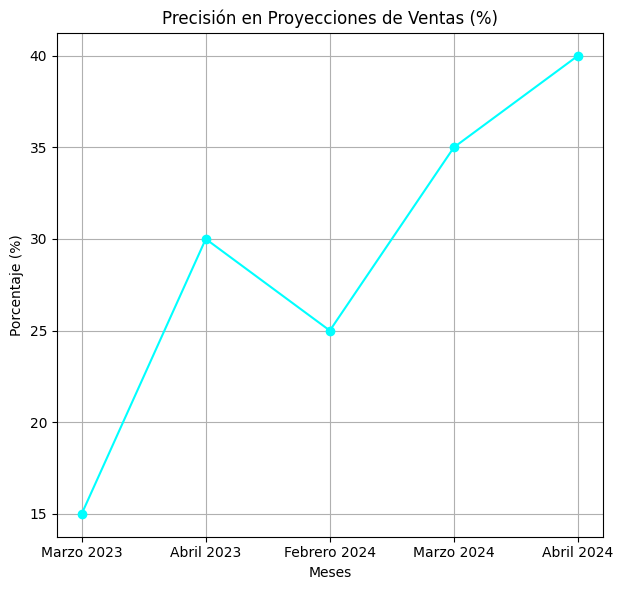 Precisión en Proyecciones de Ventas (%)
Porcentaje (%)
40
35
30
25
20
15
Marzo 2023 Abril 2023 Febrero 2024 Marzo 2024 Abril 2024
Meses